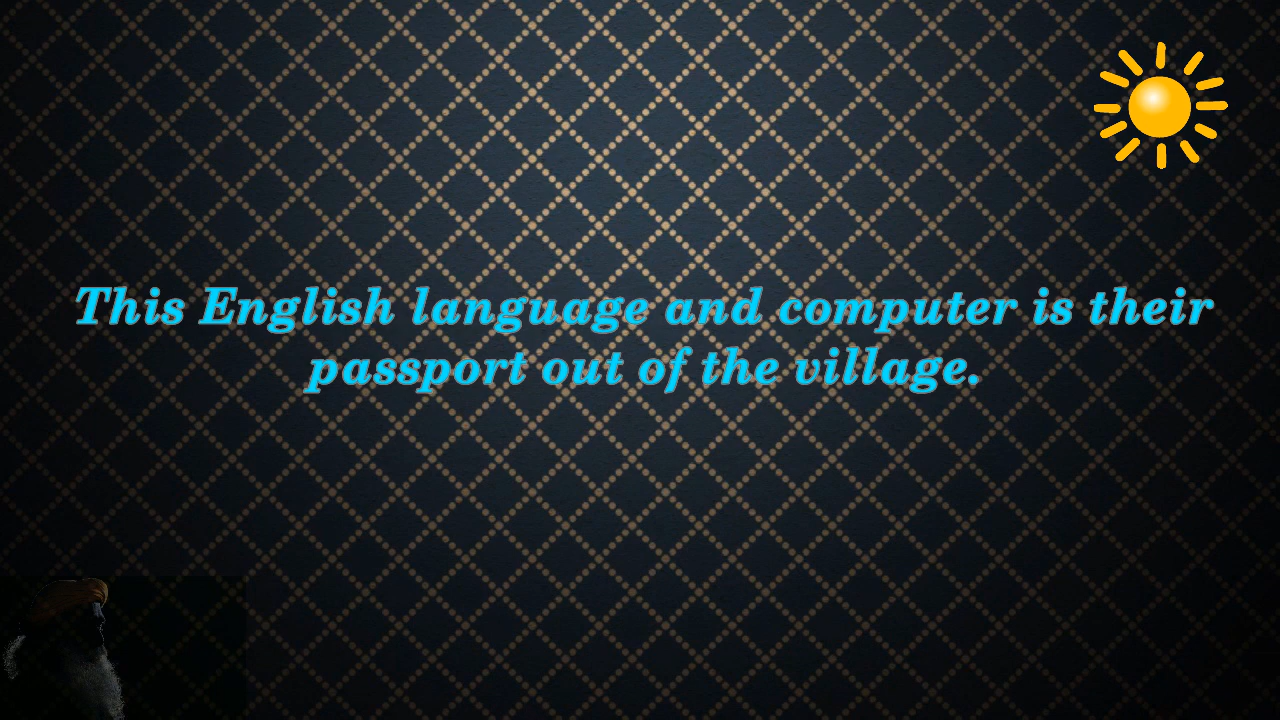 This English language and computer is their
passport out of the village.